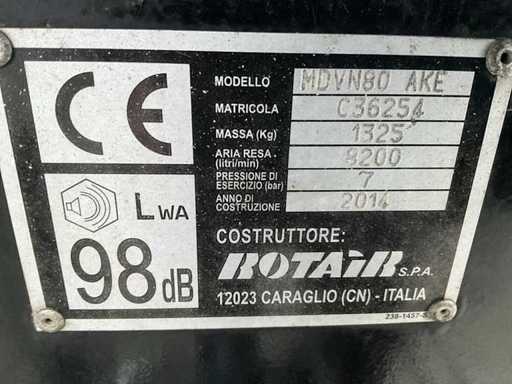 CE
MODELLO MDVN80 AKE
MATRICOLA C36254
MASSA (Kg) 1325
ARIA RESA (litri/min) 8200
PRESSIONE DI ESERCIZIO (bar) 7
ANNO DI COSTRUZIONE 2014
LWA
98dB
COSTRUTTORE:
ROTAIR S.P.A.
12023 CARAGLIO (CN) - ITALIA